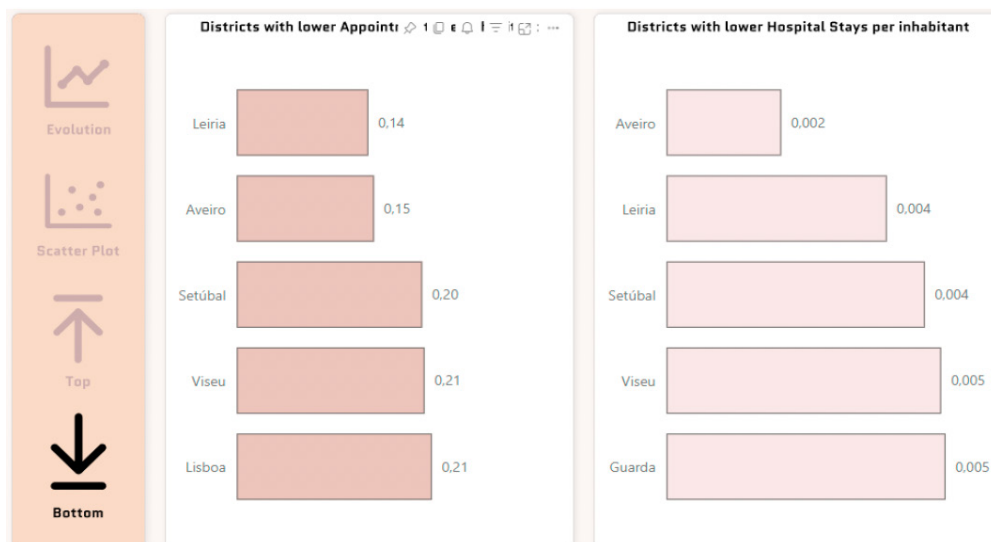 Evolution
Scatter Plot
Top
Bottom
Districts with lower
Leiria 0,14
Aveiro 0,15
Setúbal 0,20
Viseu 0,21
Lisboa 0,21
Districts with lower Hospital Stays per inhabitant
Aveiro 0,002
Leiria 0,004
Setúbal 0,004
Viseu 0,005
Guarda 0,005